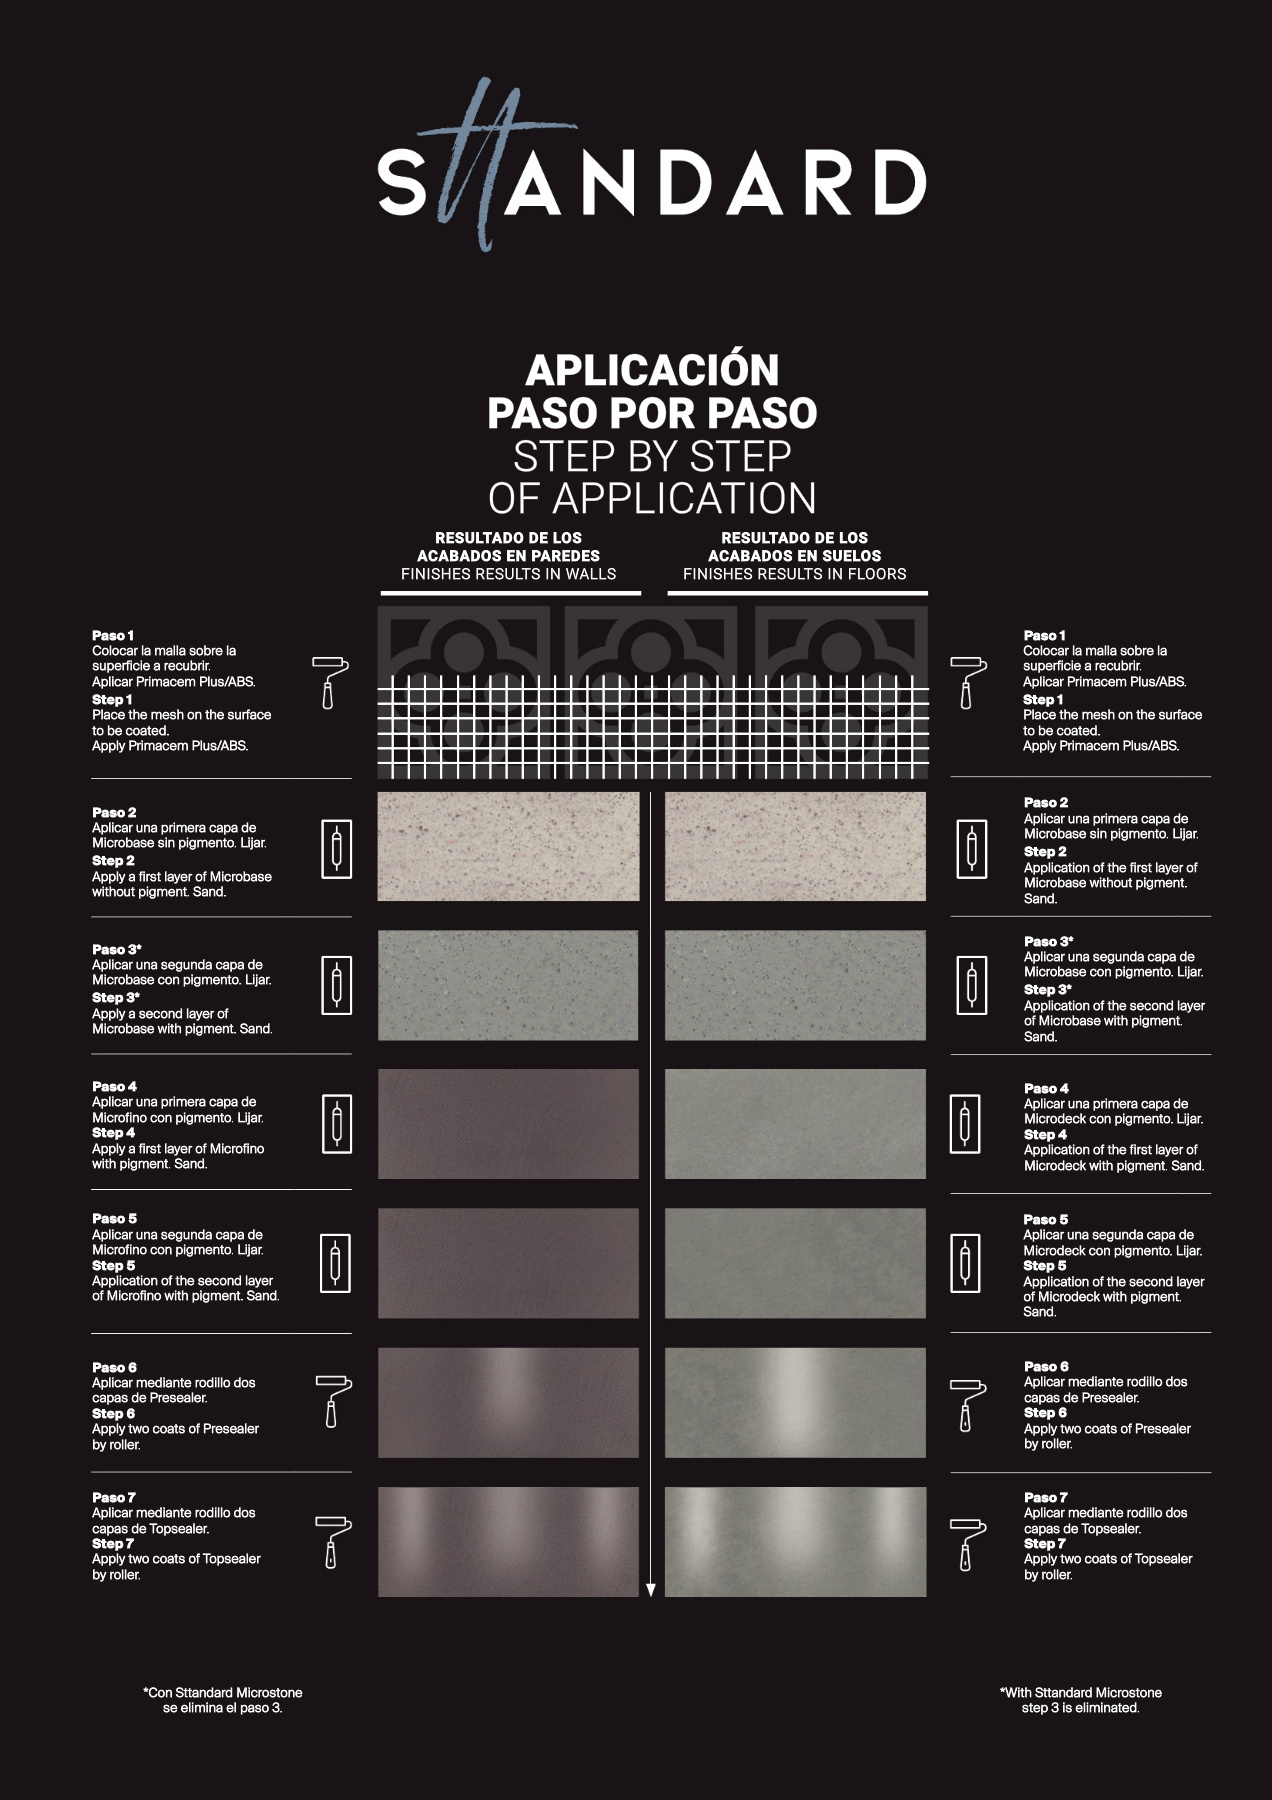 STTANDARD
APLICACIÓN
PASO POR PASO
STEP BY STEP
OF APPLICATION
RESULTADO DE LOS
ACABADOS EN PAREDES
FINISHES RESULTS IN WALLS
RESULTADO DE LOS
ACABADOS EN SUELOS
FINISHES RESULTS IN FLOORS
Paso 1
Colocar la malla sobre la
superficie a recubrir.
Aplicar Primacem Plus/ABS.
Step 1
Place the mesh on the surface
to be coated.
Apply Primacem Plus/ABS.
Paso 2
Aplicar una primera capa de
Microbase sin pigmento. Lijar.
Step 2
Apply a first layer of Microbase
without pigment. Sand.
Paso 3*
Aplicar una segunda capa de
Microbase con pigmento. Lijar.
Step 3*
Apply a second layer of
Microbase with pigment. Sand.
Paso 4
Aplicar una primera capa de
Microfino con pigmento. Lijar.
Step 4
Apply a first layer of Microfino
with pigment. Sand.
Paso 5
Aplicar una segunda capa de
Microfino con pigmento. Lijar.
Step 5
Application of the second layer
of Microfino with pigment. Sand.
Paso 6
Aplicar mediante rodillo dos
capas de Presealer.
Step 6
Apply two coats of Presealer
by roller.
Paso 7
Aplicar mediante rodillo dos
capas de Topsealer.
Step 7
Apply two coats of Topsealer
by roller.
Paso 1
Colocar la malla sobre la
superficie a recubrir.
Aplicar Primacem Plus/ABS.
Step 1
Place the mesh on the surface
to be coated.
Apply Primacem Plus/ABS.
Paso 2
Aplicar una primera capa de
Microbase sin pigmento. Lijar.
Step 2
Application of the first layer of
Microbase without pigment.
Sand.
Paso 3*
Aplicar una segunda capa de
Microbase con pigmento. Lijar.
Step 3*
Application of the second layer
of Microbase with pigment.
Sand.
Paso 4
Aplicar una primera capa de
Microdeck con pigmento. Lijar.
Step 4
Application of the first layer of
Microdeck with pigment. Sand.
Paso 5
Aplicar una segunda capa de
Microdeck con pigmento. Lijar.
Step 5
Application of the second layer
of Microdeck with pigment.
Sand.
Paso 6
Aplicar mediante rodillo dos
capas de Presealer.
Step 6
Apply two coats of Presealer
by roller.
Paso 7
Aplicar mediante rodillo dos
capas de Topsealer.
Step 7
Apply two coats of Topsealer
by roller.
*Con Sttandard Microstone
se elimina el paso 3.
*With Sttandard Microstone
step 3 is eliminated.